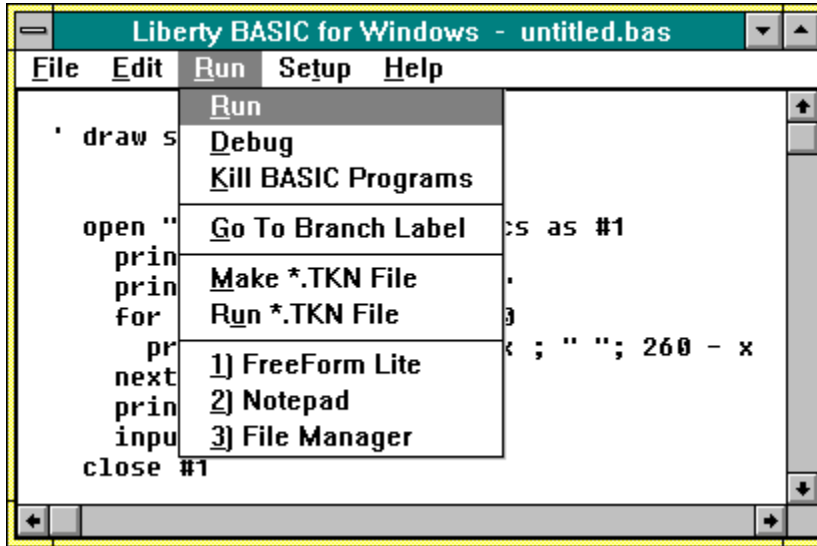 Liberty BASIC for Windows - untitled.bas
File Edit Run Setup Help
Run
' draw s
Debug
Kill BASIC Programs
open " Go To Branch Label cs as #1
prin
prin Make *.TKN File
for Run *.TKN File
pr ; " "; 260 - x
next 1) FreeForm Lite
prin 2) Notepad
inpu 3) File Manager
close #1